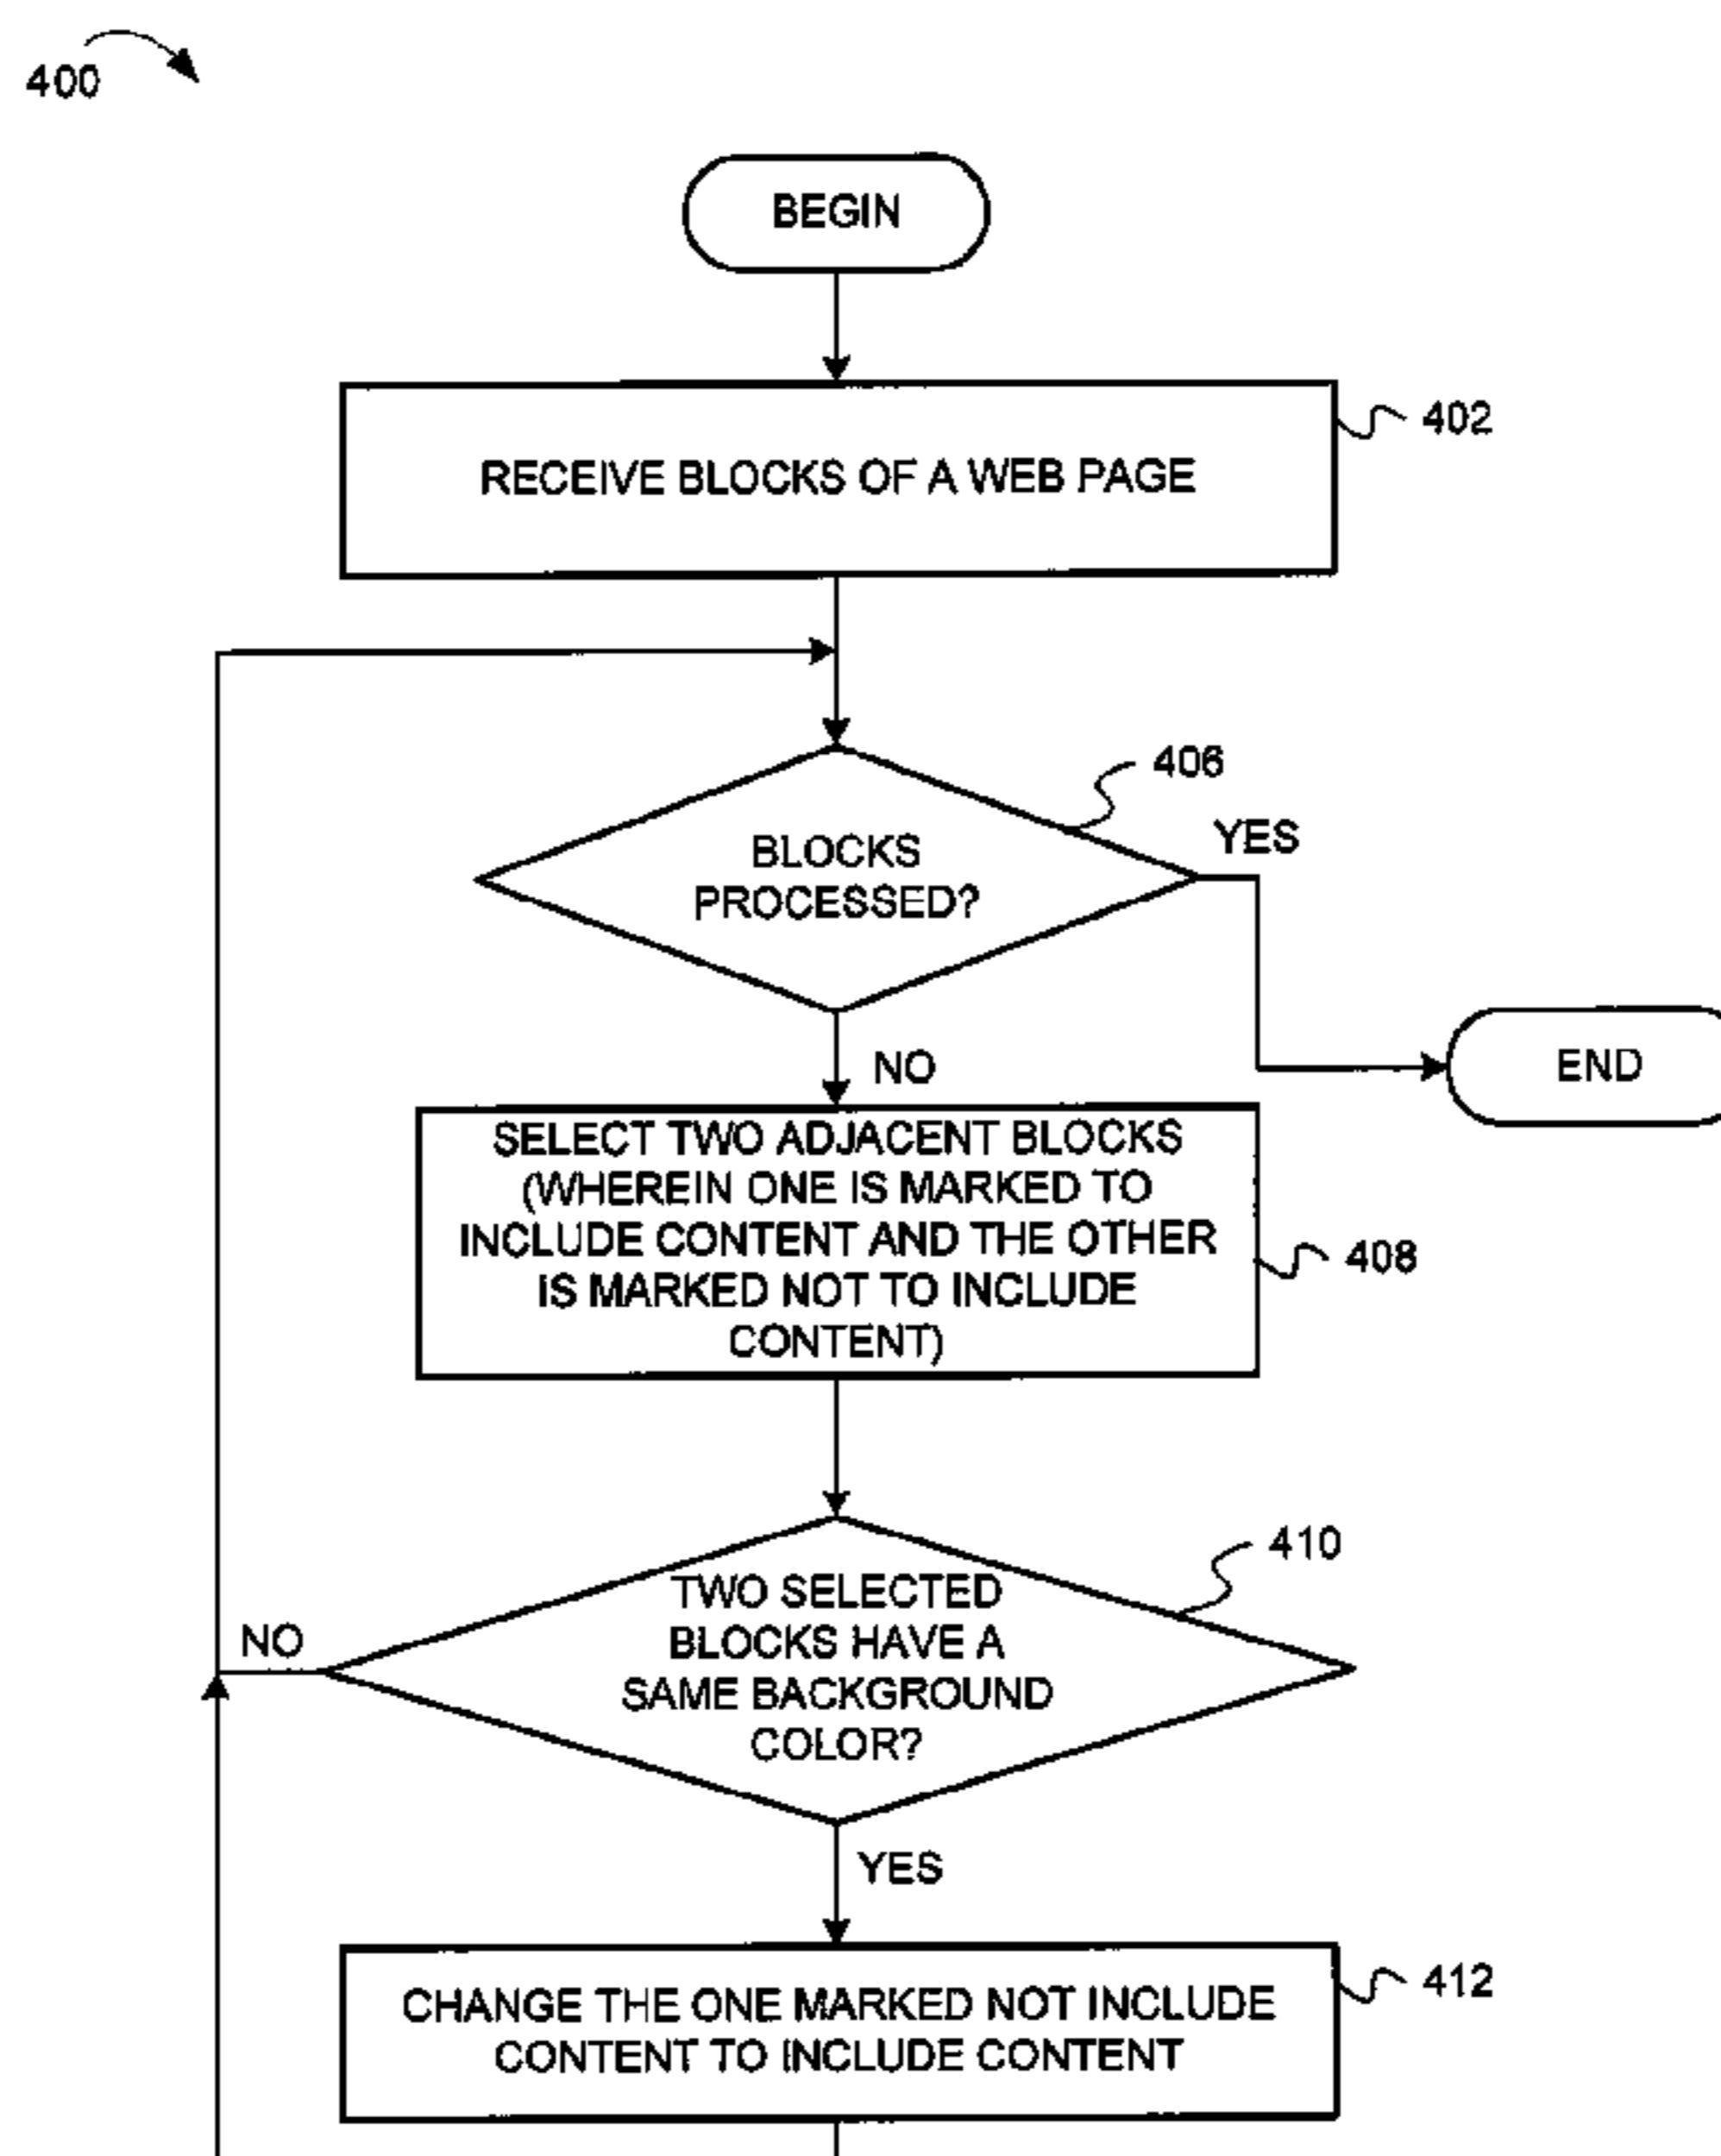 400
BEGIN
402
RECEIVE BLOCKS OF A WEB PAGE
406
YES
BLOCKS
PROCESSED?
END
NO
SELECT TWO ADJACENT BLOCKS
(WHEREIN ONE IS MARKED TO
INCLUDE CONTENT AND THE OTHER
IS MARKED NOT TO INCLUDE
CONTENT)
408
410
TWO SELECTED
BLOCKS HAVE A
SAME BACKGROUND
COLOR?
NO
YES
412
CHANGE THE ONE MARKED NOT INCLUDE
CONTENT TO INCLUDE CONTENT